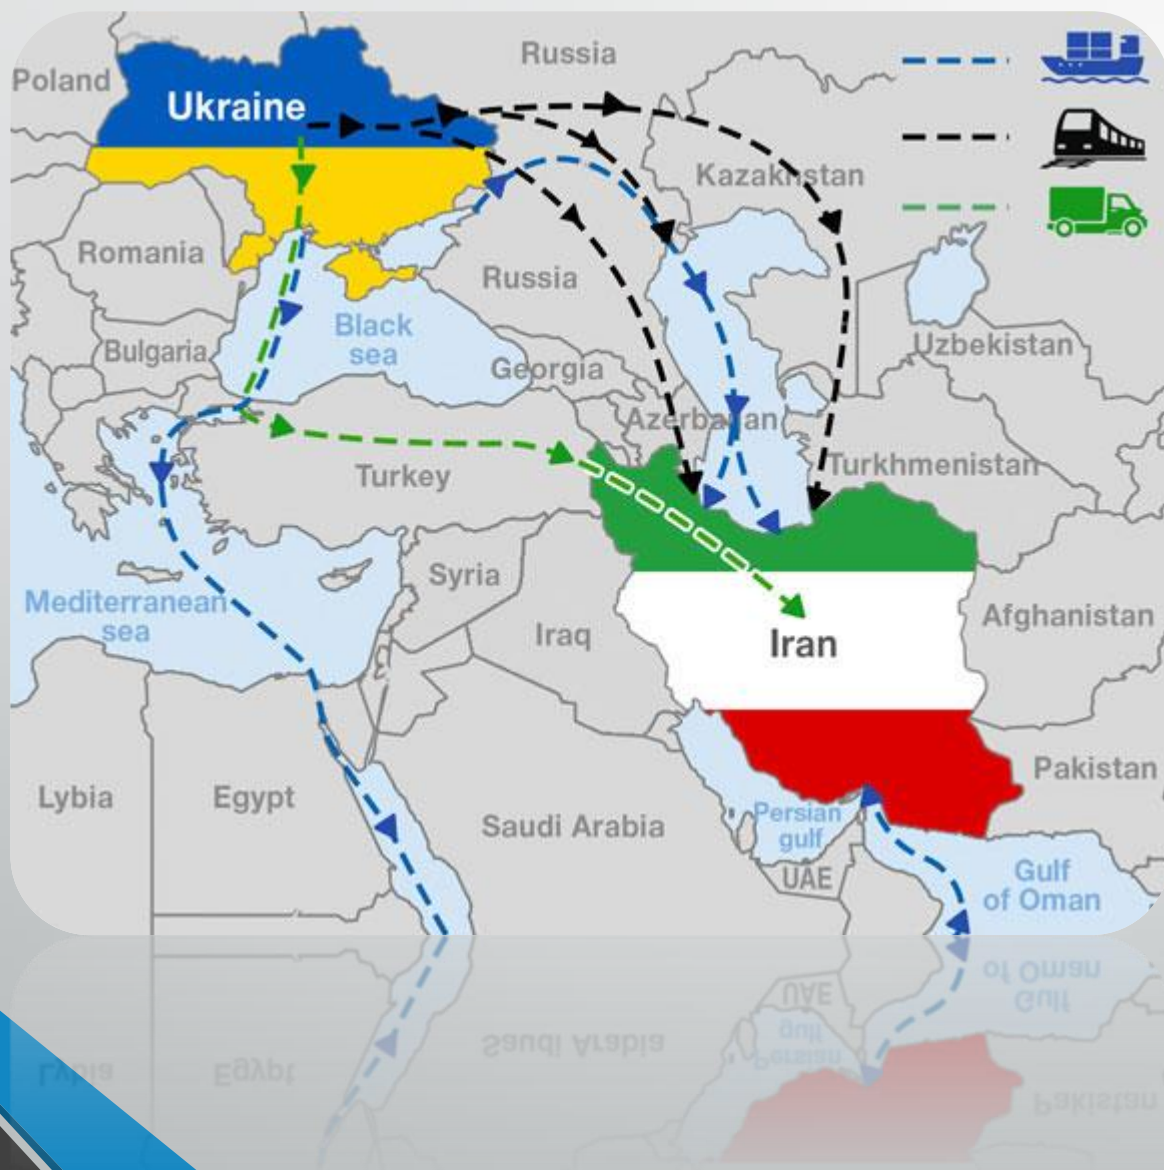 Russia
Poland
Ukraine
Kazakhstan
Romania
Russia
Black
sea
Bulgaria
Georgia
Uzbekistan
Azerbaijan
Turkey
Turkmenistan
Syria
Mediterranean
sea
Iraq
Iran
Afghanistan
Lybia
Egypt
Saudi Arabia
Pakistan
Persian
gulf
UAE
Gulf
of Oman